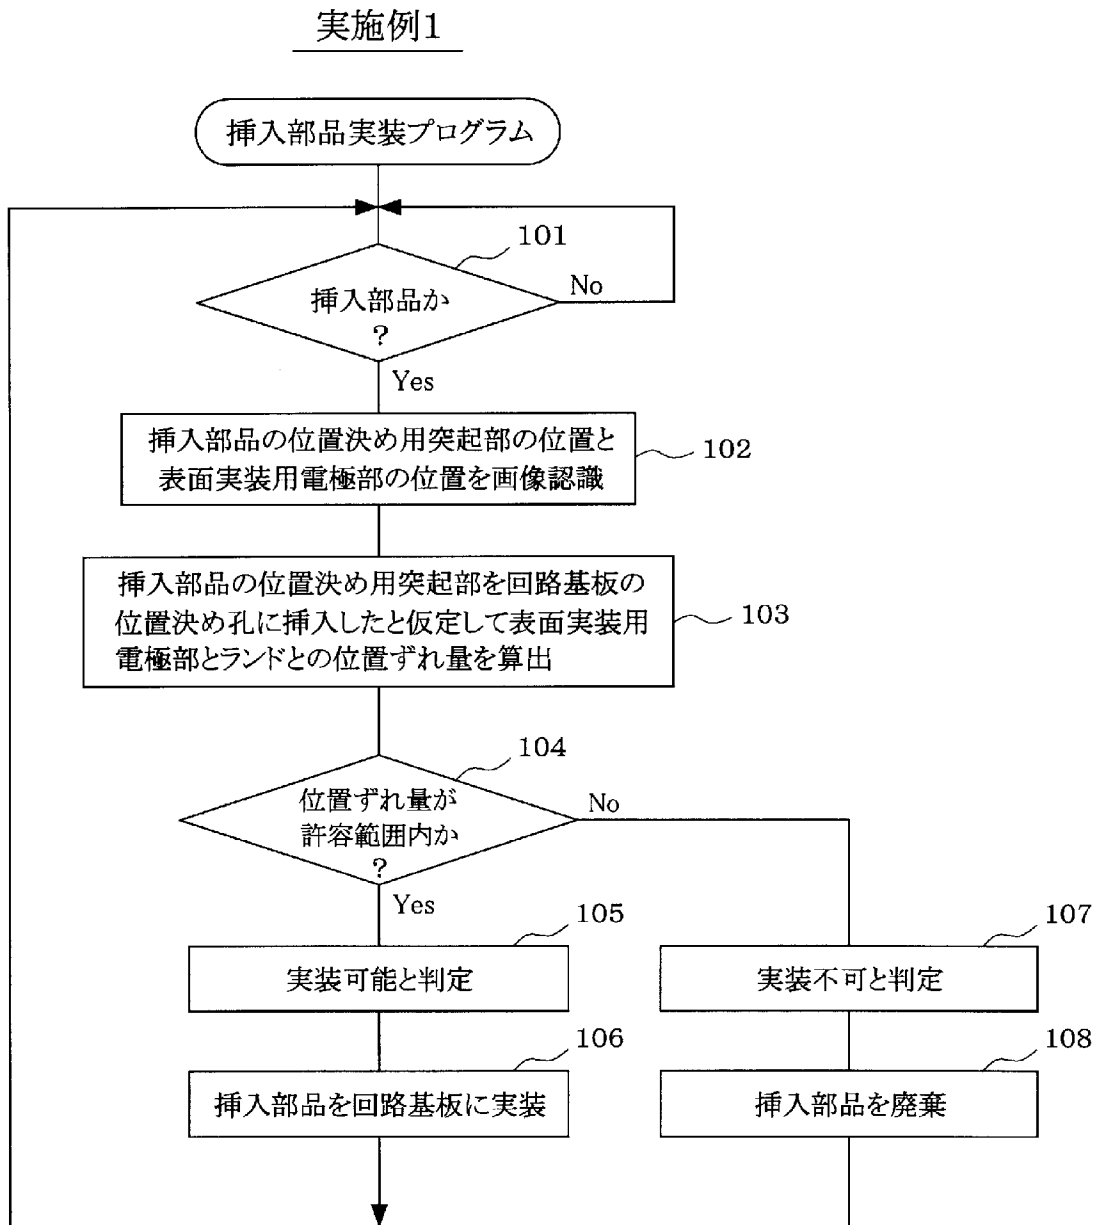 実施例1
挿入部品実装プログラム
101
挿入部品か
？
No
Yes
挿入部品の位置決め用突起部の位置と
表面実装用電極部の位置を画像認識
102
挿入部品の位置決め用突起部を回路基板の
位置決め孔に挿入したと仮定して表面実装用
電極部とランドとの位置ずれ量を算出
103
104
位置ずれ量が
許容範囲内か
？
No
Yes
105
実装可能と判定
107
実装不可と判定
106
挿入部品を回路基板に実装
108
挿入部品を廃棄